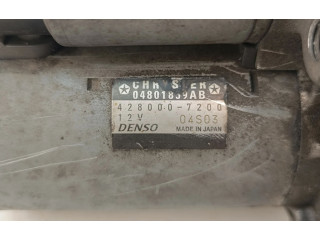 CHRYSLER
04801839AB
428000-7200
12V 04S03
DENSO MADE IN JAPAN